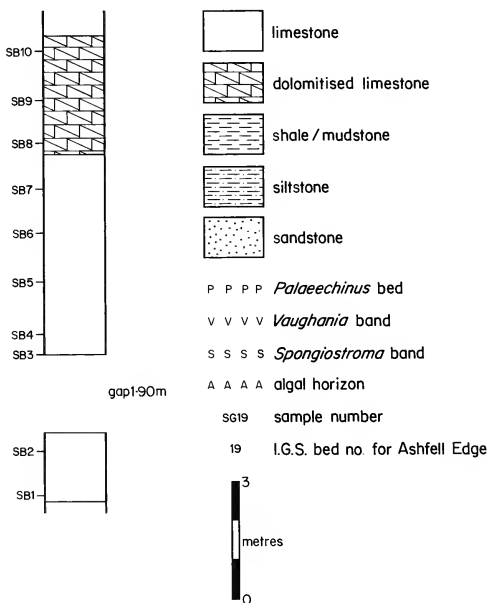 SB10
SB9
SB8
SB7
SB6
SB5
SB4
SB3
gap1·90m
SB2
SB1
limestone
dolomitised limestone
shale / mudstone
siltstone
sandstone
P P P P Palaeechinus bed
V V V V Vaughania band
S S S S Spongiostroma band
A A A A algal horizon
SG19 sample number
19 I.G.S. bed no. for Ashfell Edge
3
metres
0